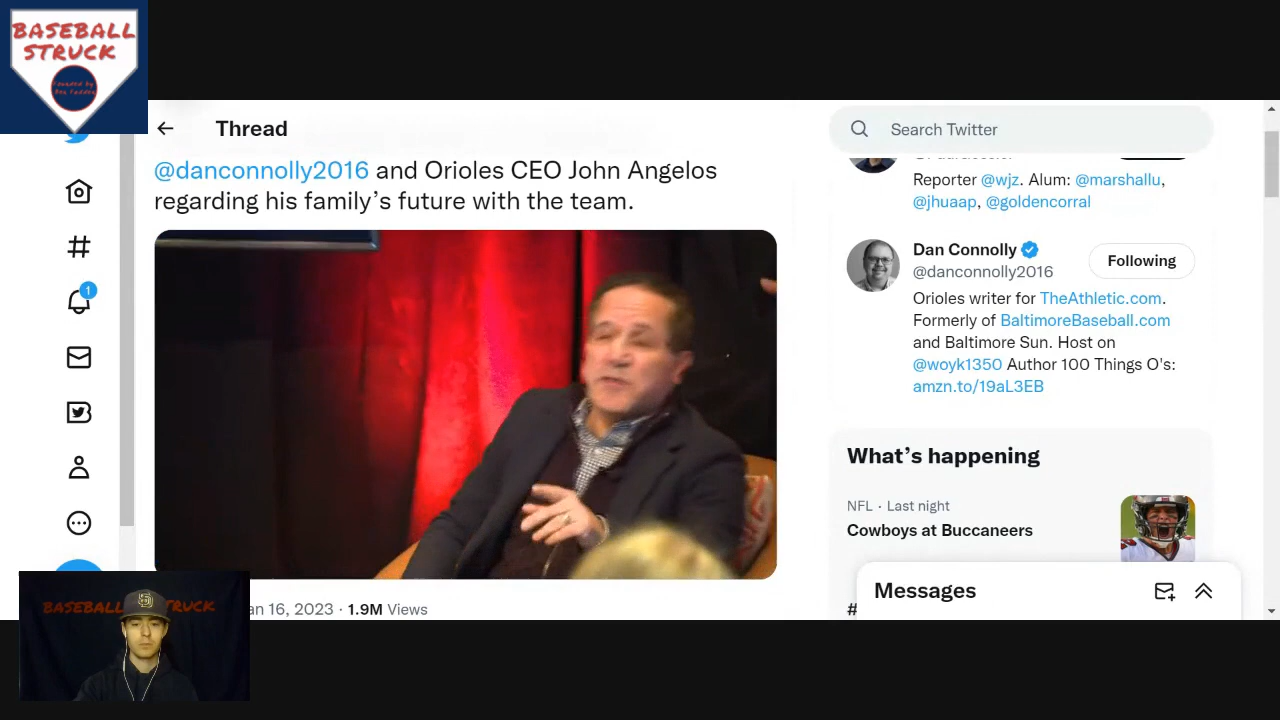 BASEBALL
STRUCK
Thread
Search Twitter
@danconnolly2016 and Orioles CEO John Angelos
regarding his family’s future with the team.
Reporter @wjz. Alum: @marshallu,
@jhuaap, @goldencorral
Dan Connolly
@danconnolly2016
Following
Orioles writer for TheAthletic.com.
Formerly of BaltimoreBaseball.com
and Baltimore Sun. Host on
@woyk1350 Author 100 Things O's:
amzn.to/19aL3EB
1
What’s happening
NFL · Last night
Cowboys at Buccaneers
Messages
#
an 16, 2023 · 1.9M Views
BASEBALL TRUCK